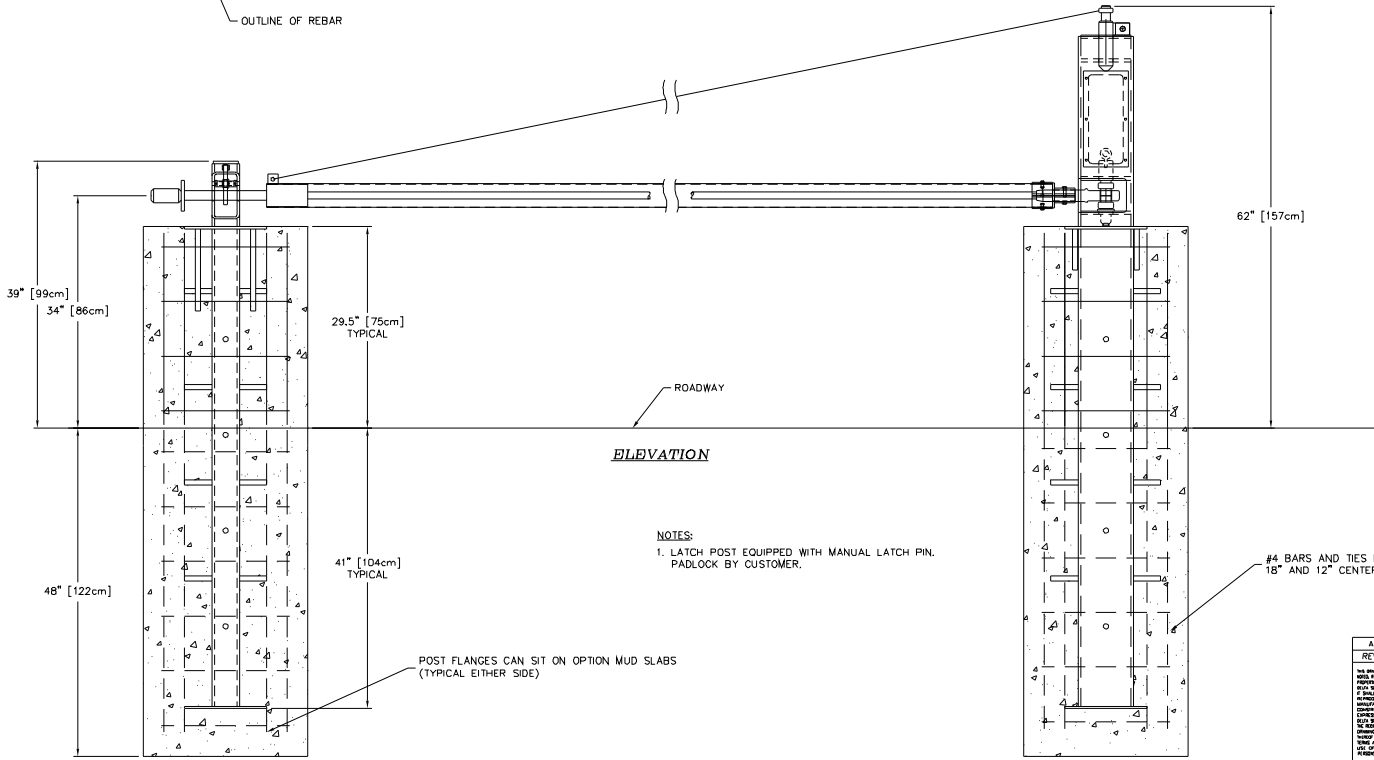 OUTLINE OF REBAR
62" [157cm]
39" [99cm]
34" [86cm]
29.5" [75cm]
TYPICAL
ROADWAY
ELEVATION
NOTES:
1. LATCH POST EQUIPPED WITH MANUAL LATCH PIN.
PADLOCK BY CUSTOMER.
41" [104cm]
TYPICAL
48" [122cm]
#4 BARS AND TIES
18" AND 12" CENTER
POST FLANGES CAN SIT ON OPTION MUD SLABS
(TYPICAL EITHER SIDE)
A